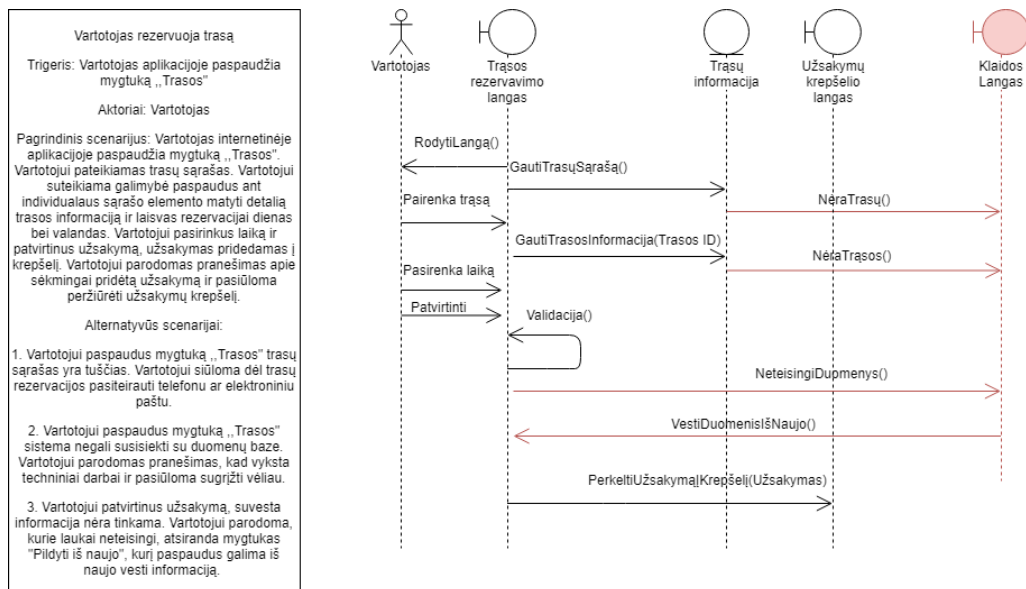 Vartotojas rezervuoja trasą
Trigeris: Vartotojas aplikacijoje paspaudžia
mygtuką ,,Trasos"
Aktoriai: Vartotojas
Pagrindinis scenarijus: Vartotojas internetinėje
aplikacijoje paspaudžia mygtuką ,,Trasos".
Vartotojui pateikiamas trasų sąrašas. Vartotojui
suteikiama galimybė paspaudus ant
individualaus sąrašo elemento matyti detalią
trasos informaciją ir laisvas rezervacijai dienas
bei valandas. Vartotojui pasirinkus laiką ir
patvirtinus užsakymą, užsakymas pridedamas į
krepšelį. Vartotojui parodomas pranešimas apie
sėkmingai pridėtą užsakymą ir pasiūloma
peržiūrėti užsakymų krepšelį.
Alternatyvūs scenarijai:
1. Vartotojui paspaudus mygtuką ,,Trasos" trasų
sąrašas yra tuščias. Vartotojui siūloma dėl trasų
rezervacijos pasiteirauti telefonu ar elektroniniu
paštu.
2. Vartotojui paspaudus mygtuką ,,Trasos"
sistema negali susisiekti su duomenų baze.
Vartotojui parodomas pranešimas, kad vyksta
techniniai darbai ir pasiūloma sugrįžti vėliau.
3. Vartotojui patvirtinus užsakymą, suvesta
informacija nėra tinkama. Vartotojui parodoma,
kurie laukai neteisingi, atsiranda mygtukas
"Pildyti iš naujo", kurį paspaudus galima iš
naujo vesti informaciją.
Vartotojas
Trąsos
rezervavimo
langas
Trąsų
informacija
Užsakymų
krepšelio
langas
Klaidos
Langas
RodytiLangą()
GautiTrasųSąrašą()
Pairenka trąsą
NėraTrasų()
GautiTrasosInformacija(Trasos ID)
Pasirenka laiką
NėraTrąsos()
Patvirtinti
Validacija()
NeteisingiDuomenys()
VestiDuomenisIšNaujo()
PerkeltiUžsakymąĮKrepšelį(Užsakymas)